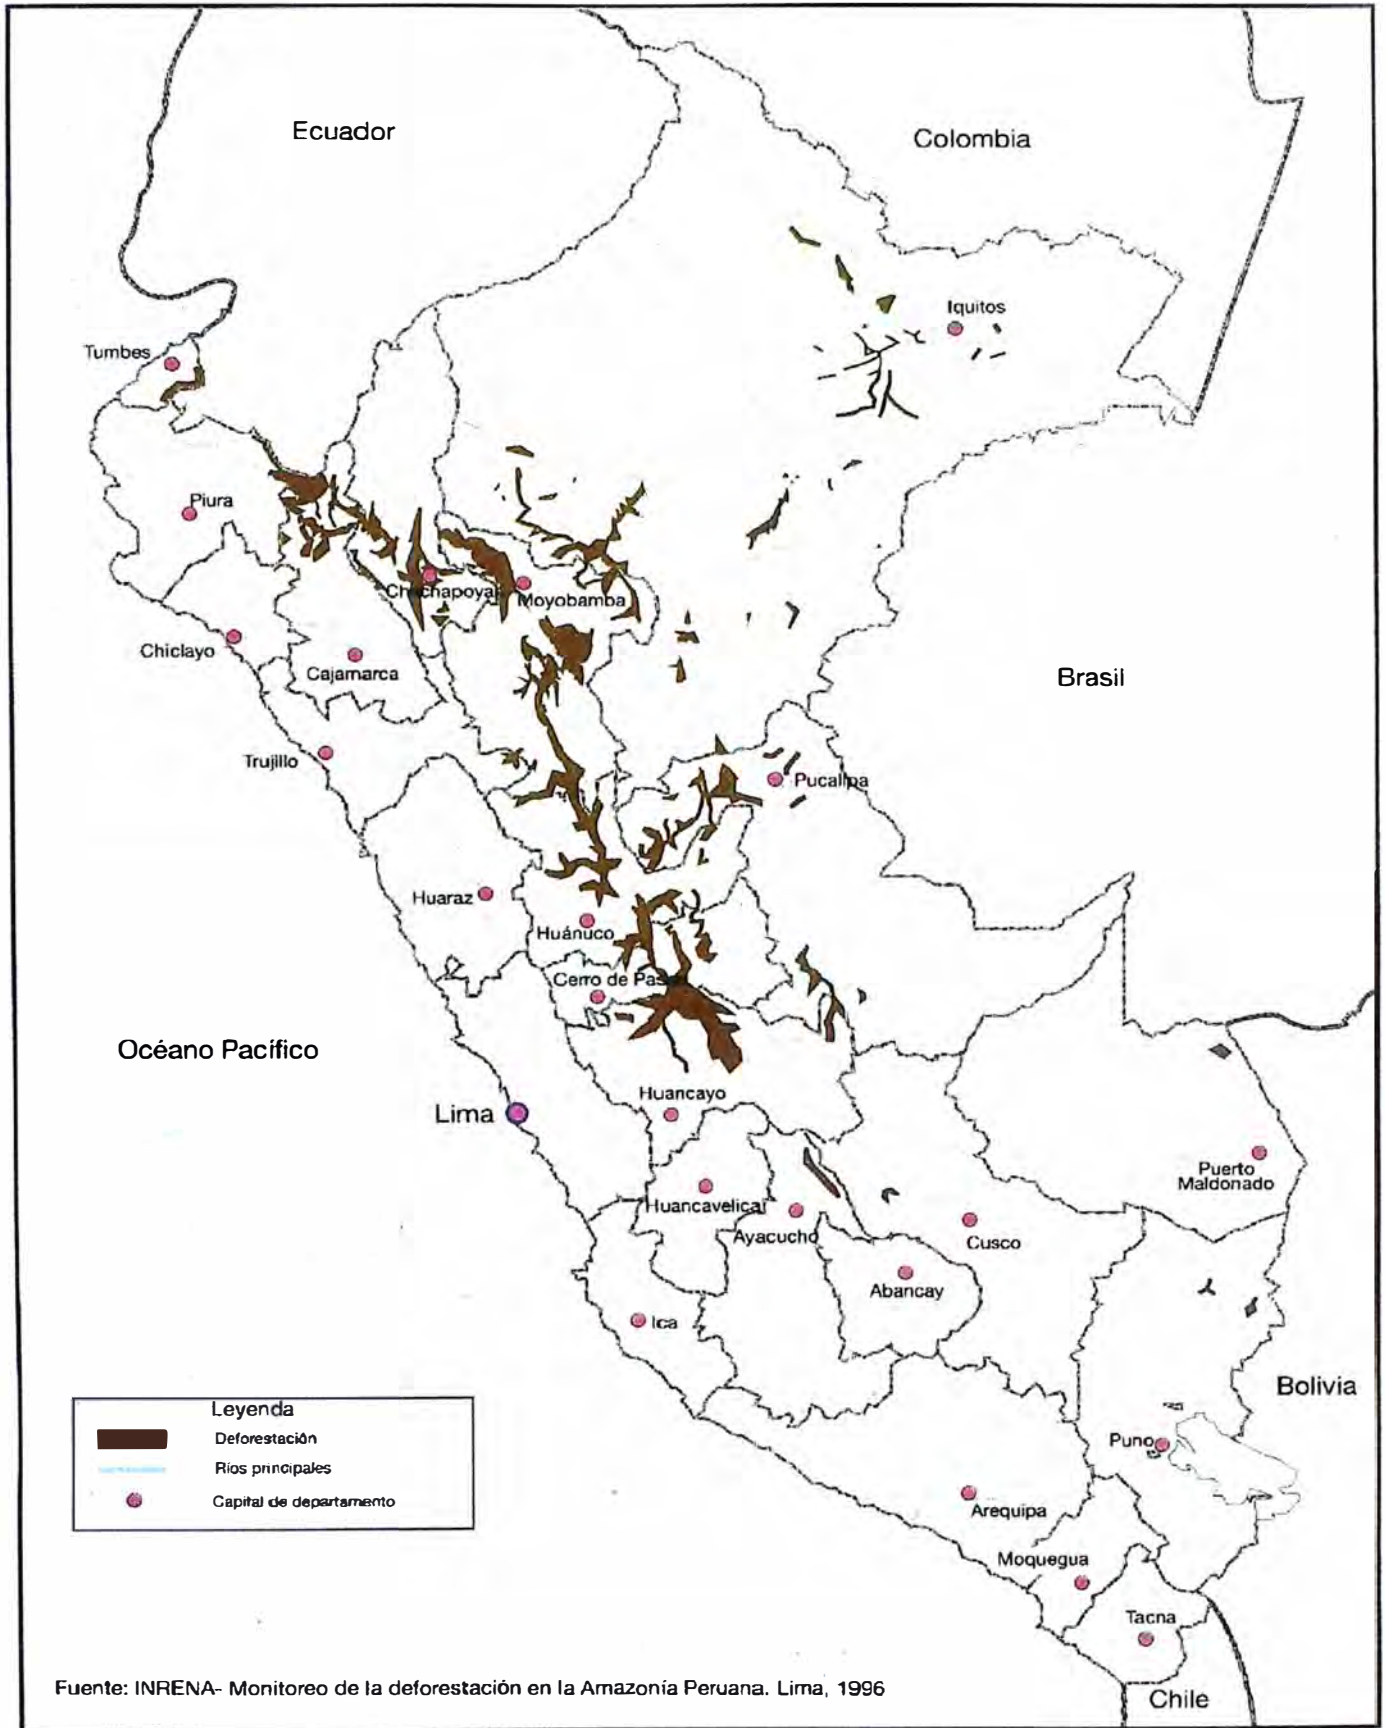 Ecuador
Colombia
Iquitos
Tumbes
Piura
Chachapoyas
Moyobamba
Chiclayo
Cajamarca
Brasil
Trujillo
Pucallpa
Huaraz
Huánuco
Cerro de Pasco
Océano Pacífico
Huancayo
Lima
Puerto
Maldonado
Huancavelica
Ayacucho
Cusco
Abancay
Ica
Bolivia
Leyenda
Deforestación
Ríos principales
Capital de departamento
Puno
Arequipa
Moquegua
Tacna
Fuente: INRENA- Monitoreo de la deforestación en la Amazonía Peruana. Lima, 1996
Chile